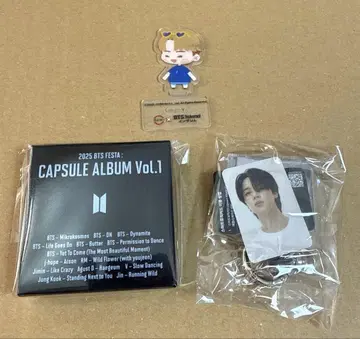 2025 BTS FESTA :
CAPSULE ALBUM Vol.1
BTS - Mikrokosmos BTS - ON BTS - Dynamite
BTS - Life Goes On BTS - Butter BTS - Permission to Dance
BTS - Yet To Come (The Most Beautiful Moment)
j-hope - Arson RM - Wild Flower (with youjeen)
Jimin - Like Crazy Agust D - Haegeum V - Slow Dancing
Jung Kook - Standing Next to You Jin - Running Wild